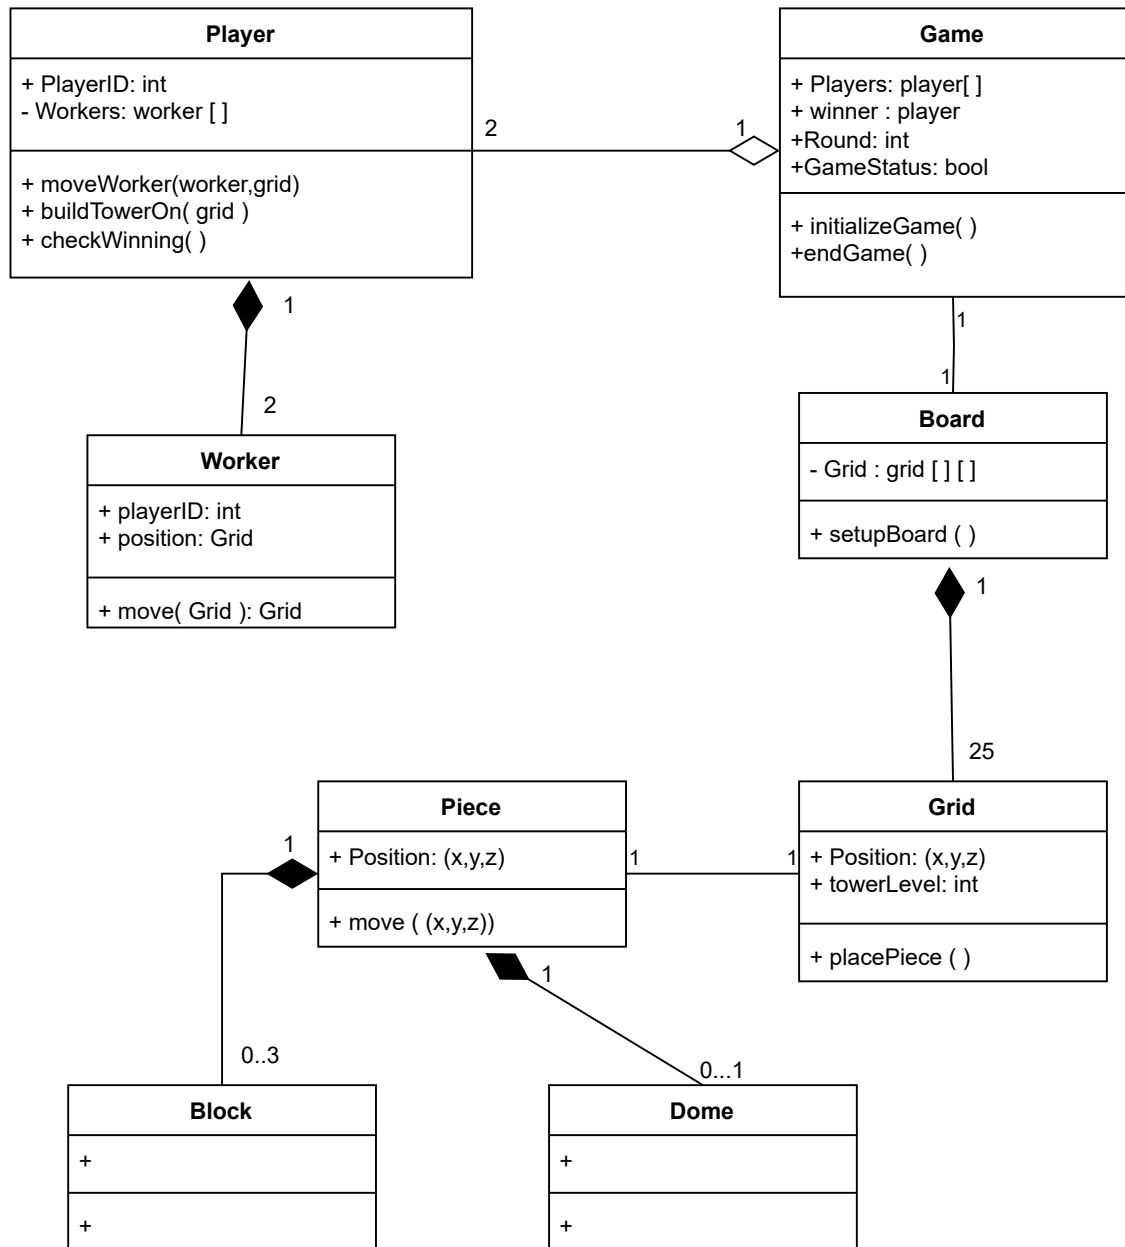 Player
+ PlayerID: int
- Workers: worker [ ]
+ moveWorker(worker,grid)
+ buildTowerOn( grid )
+ checkWinning( )
2
1
Game
+ Players: player[ ]
+ winner : player
+Round: int
+GameStatus: bool
+ initializeGame( )
+endGame( )
1
2
Worker
+ playerID: int
+ position: Grid
+ move( Grid ): Grid
1
1
Board
- Grid : grid [ ] [ ]
+ setupBoard ( )
1
25
Piece
+ Position: (x,y,z)
+ move ( (x,y,z))
1
1
Grid
+ Position: (x,y,z)
+ towerLevel: int
+ placePiece ( )
1
0..3
1
0...1
Block
+
+
Dome
+
+